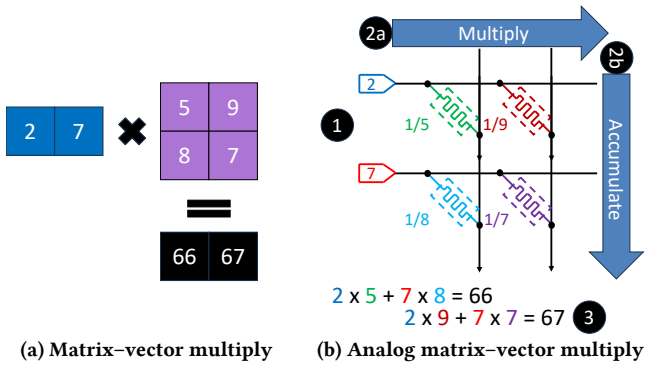 2 7
5 9
8 7
66 67
(a) Matrix–vector multiply
2a Multiply
2b
Accumulate
1
2
1/5 1/9
7
1/8 1/7
2 x 5 + 7 x 8 = 66
2 x 9 + 7 x 7 = 67 3
(b) Analog matrix–vector multiply